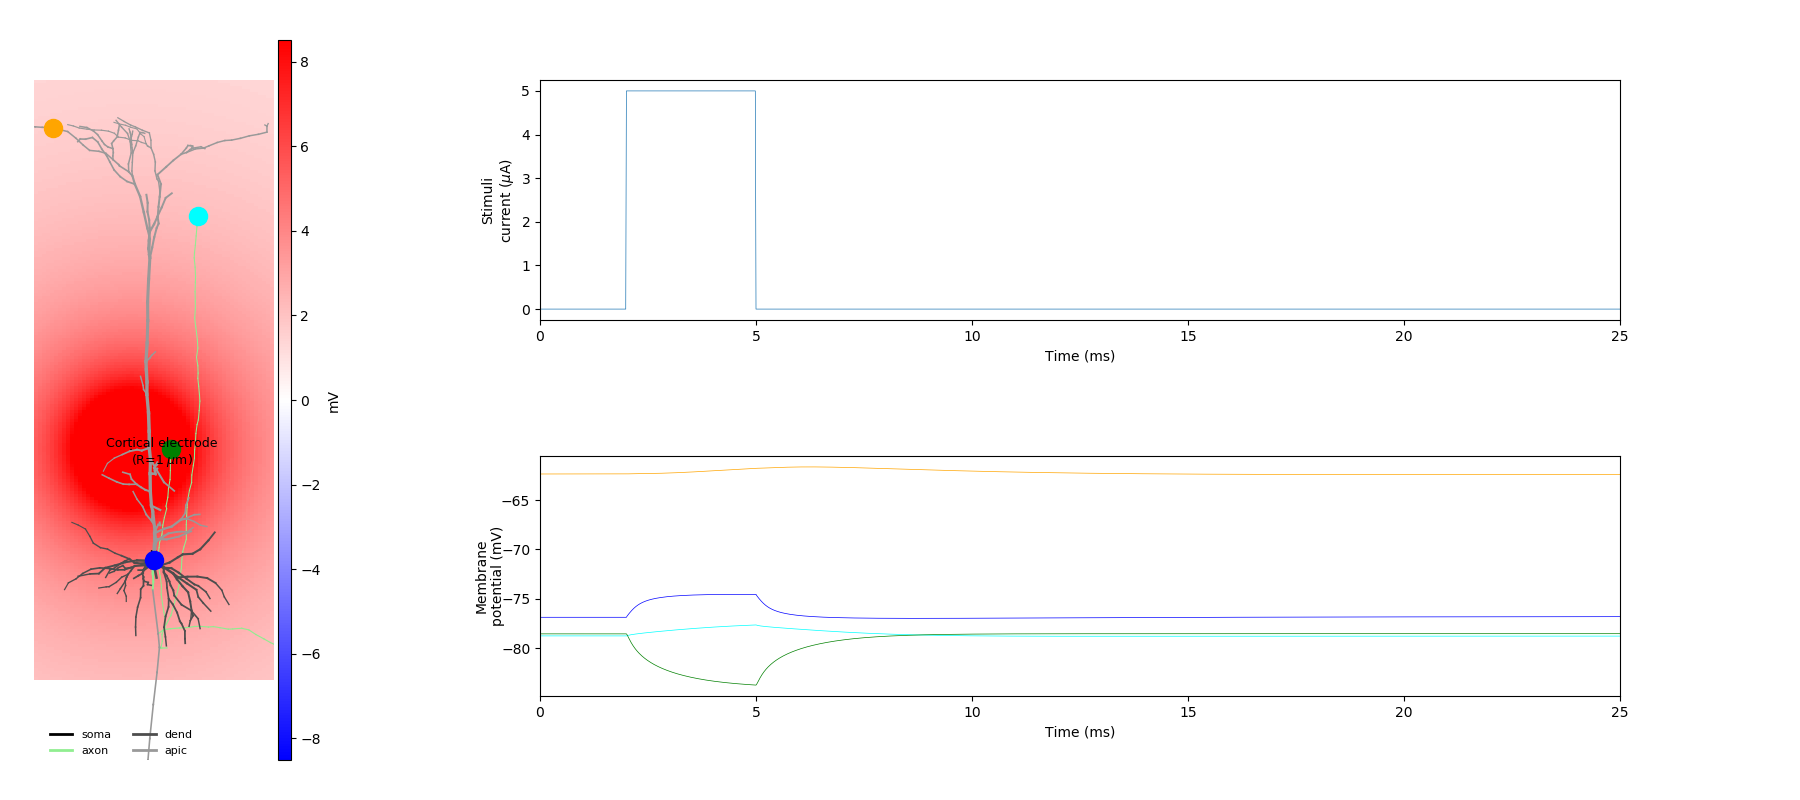 8
6
4
2
0
−2
−4
−6
−8
mV
Cortical electrode
(R=1 μm)
soma
axon
dend
apic
Stimuli
current (μA)
5
4
3
2
1
0
0
5
10
15
20
25
Time (ms)
Membrane
potential (mV)
−65
−70
−75
−80
0
5
10
15
20
25
Time (ms)